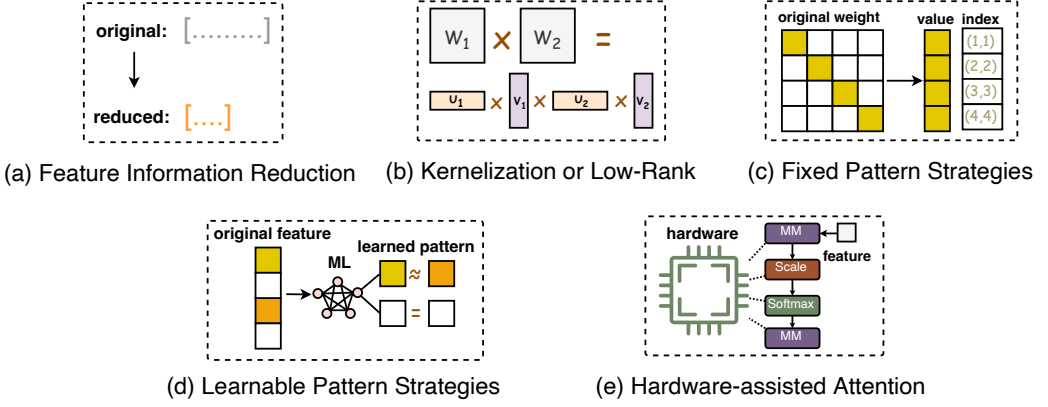 original: [.........]
reduced: [....]
(a) Feature Information Reduction
W₁ × W₂ =
U₁ × V₁ × U₂ × V₂
(b) Kernelization or Low-Rank
original weight value index
(1,1)
(2,2)
(3,3)
(4,4)
(c) Fixed Pattern Strategies
original feature
ML
learned pattern
≈
=
(d) Learnable Pattern Strategies
hardware
MM
feature
Scale
Softmax
MM
(e) Hardware-assisted Attention